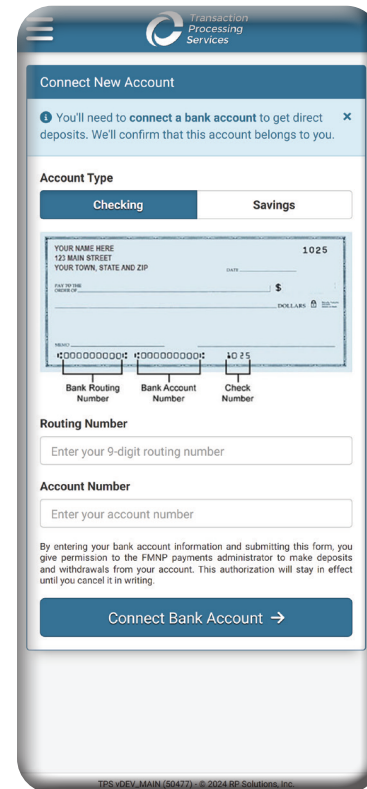 Transaction
Processing
Services
Connect New Account
You'll need to connect a bank account to get direct ×
deposits. We'll confirm that this account belongs to you.
Account Type
Checking Savings
YOUR NAME HERE 1025
123 MAIN STREET
YOUR TOWN, STATE AND ZIP DATE
PAY TO THE
ORDER OF $
DOLLARS
MEMO
⑆000000000⑆ ⑆000000000⑆ 1025
Bank Routing Bank Account Check
Number Number Number
Routing Number
Enter your 9-digit routing number
Account Number
Enter your account number
By entering your bank account information and submitting this form, you
give permission to the FMNP payments administrator to make deposits
and withdrawals from your account. This authorization will stay in effect
until you cancel it in writing.
Connect Bank Account →
TPS vDEV_MAIN (50477) - © 2024 RP Solutions, Inc.